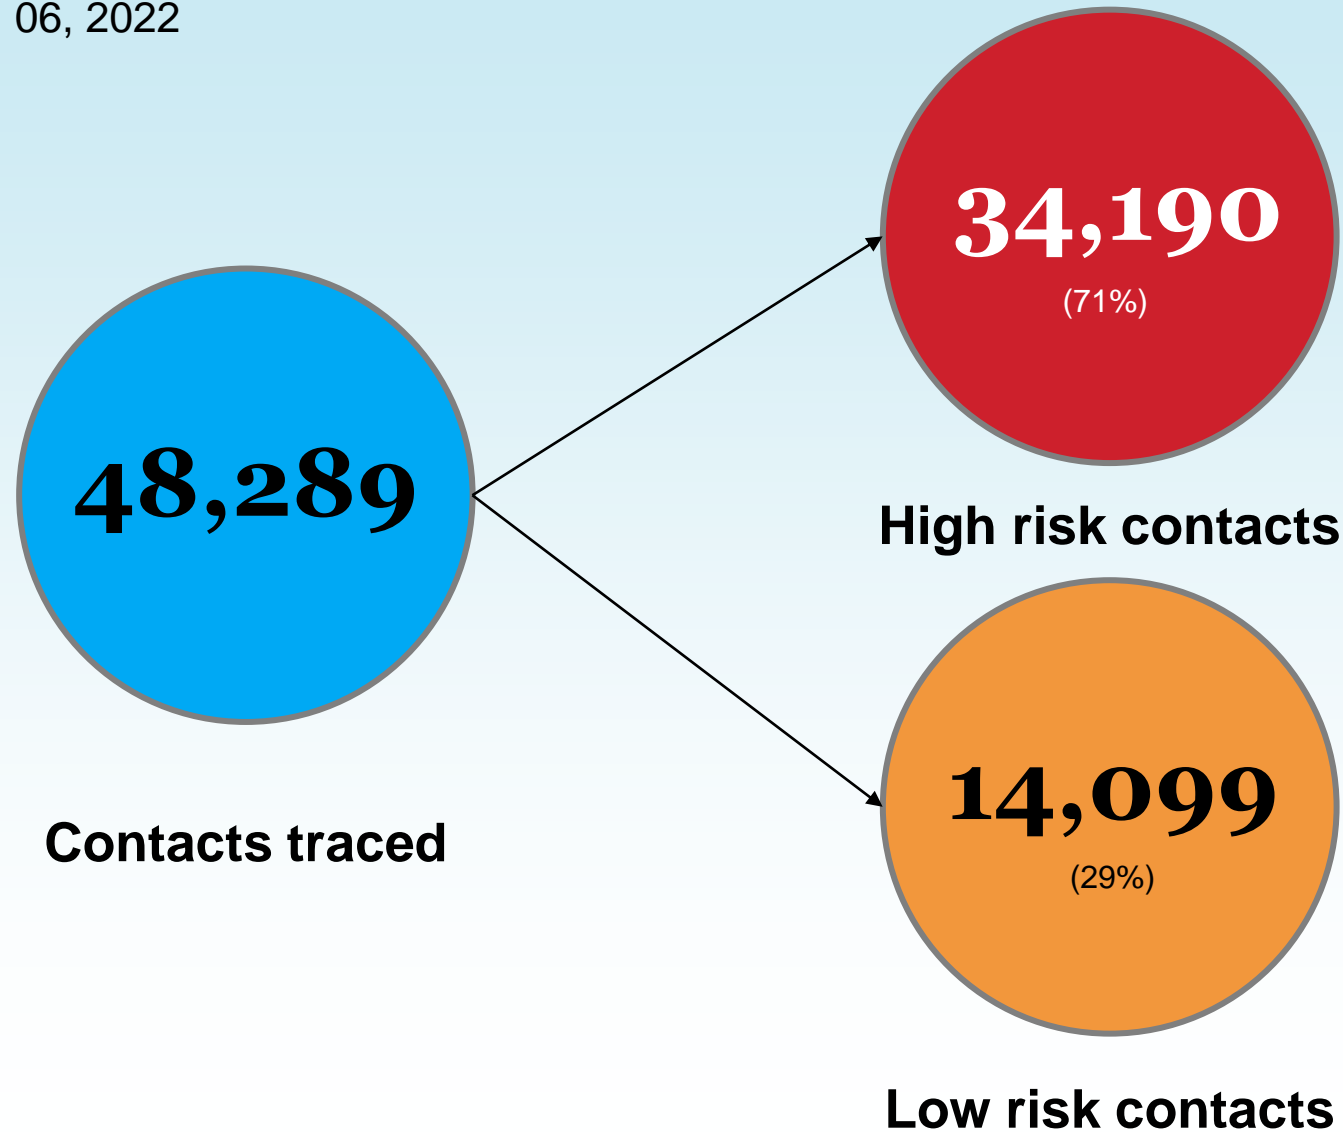 06, 2022
48,289
Contacts traced
34,190
(71%)
High risk contacts
14,099
(29%)
Low risk contacts